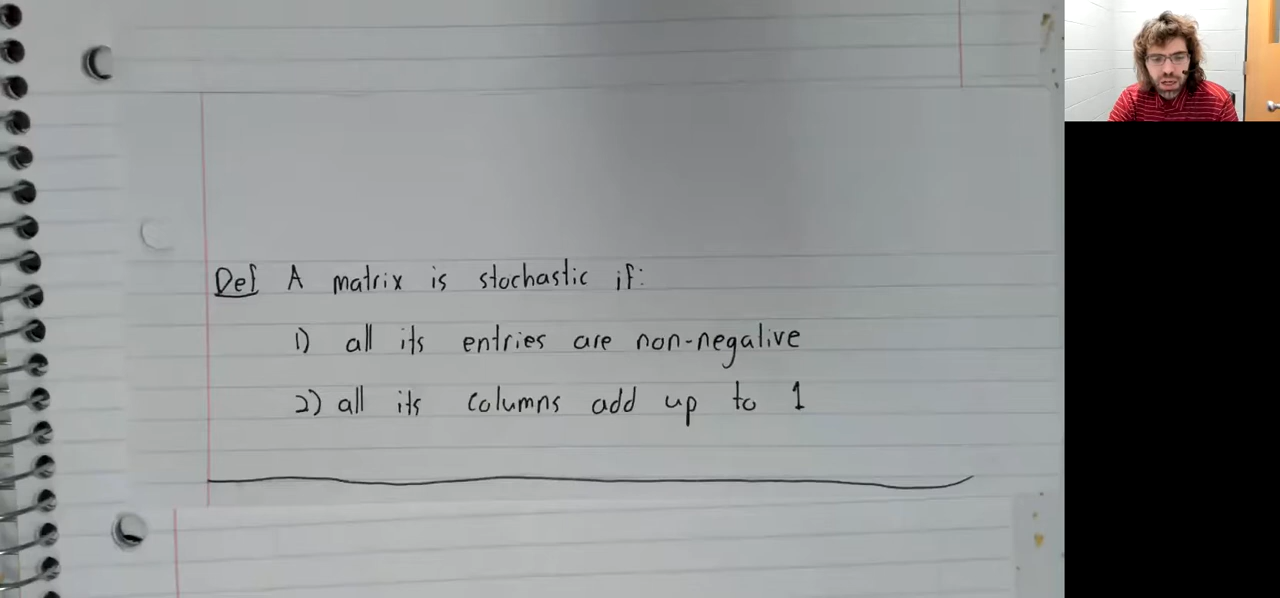 Def A matrix is stochastic if:
1) all its entries are non-negative
2) all its columns add up to 1